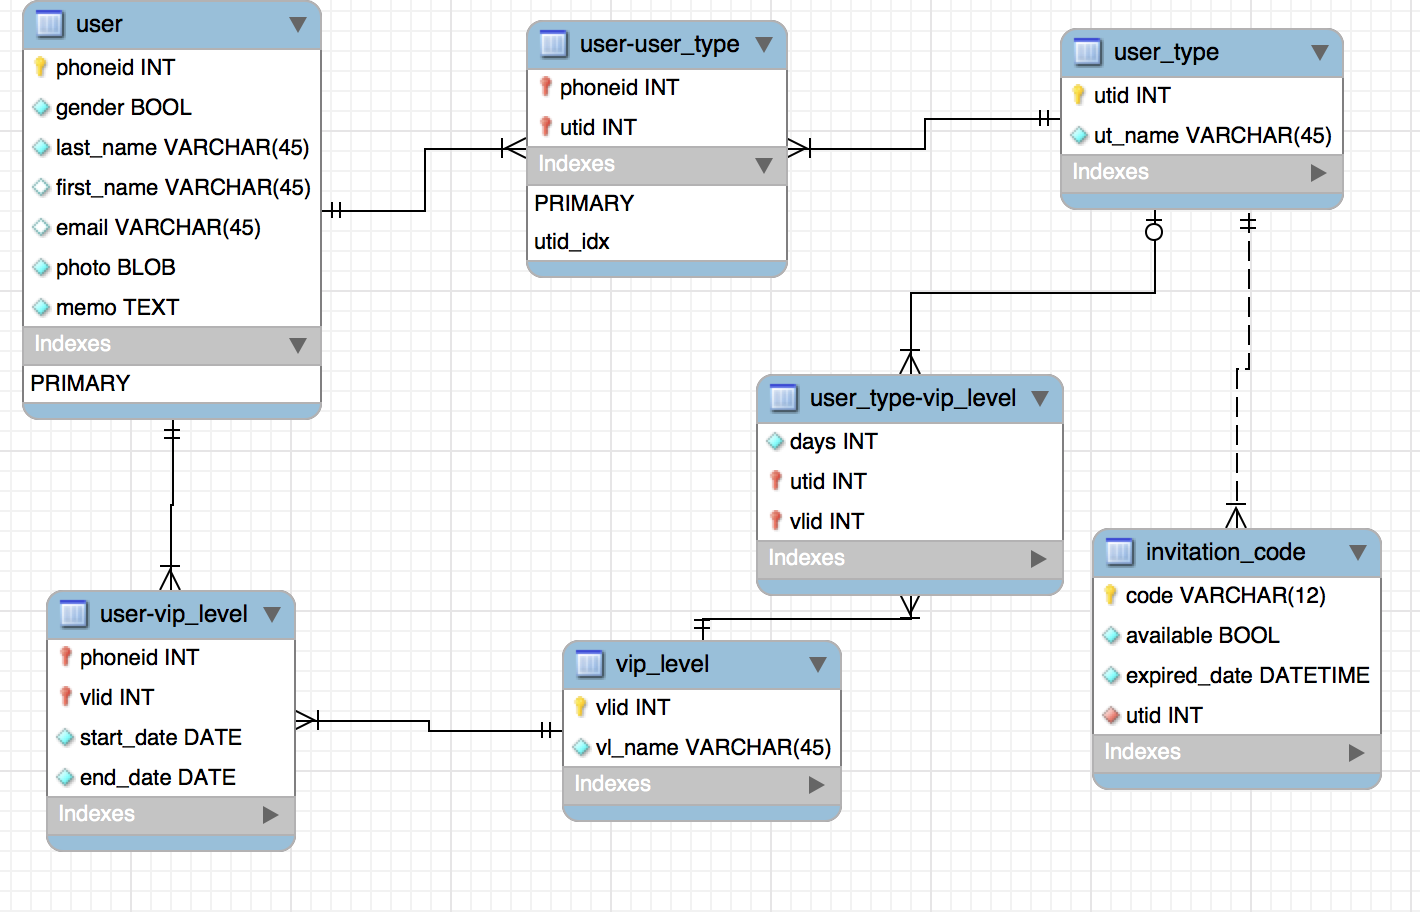 user
phoneid INT
gender BOOL
last_name VARCHAR(45)
first_name VARCHAR(45)
email VARCHAR(45)
photo BLOB
memo TEXT
Indexes
PRIMARY
user-user_type
phoneid INT
utid INT
Indexes
PRIMARY
utid_idx
user_type
utid INT
ut_name VARCHAR(45)
Indexes
user_type-vip_level
days INT
utid INT
vlid INT
Indexes
invitation_code
code VARCHAR(12)
available BOOL
expired_date DATETIME
utid INT
Indexes
user-vip_level
phoneid INT
vlid INT
start_date DATE
end_date DATE
Indexes
vip_level
vlid INT
vl_name VARCHAR(45)
Indexes